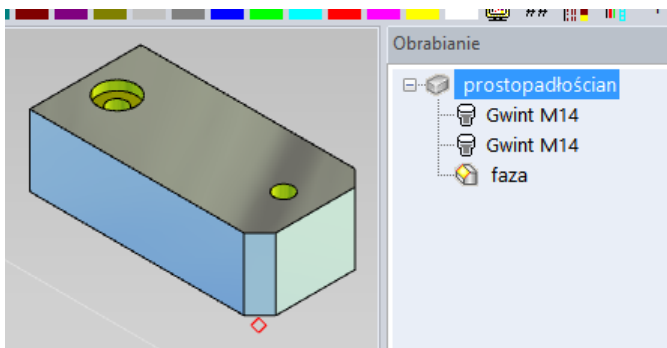 ##
Obrabianie
prostopadłościan
Gwint M14
Gwint M14
faza